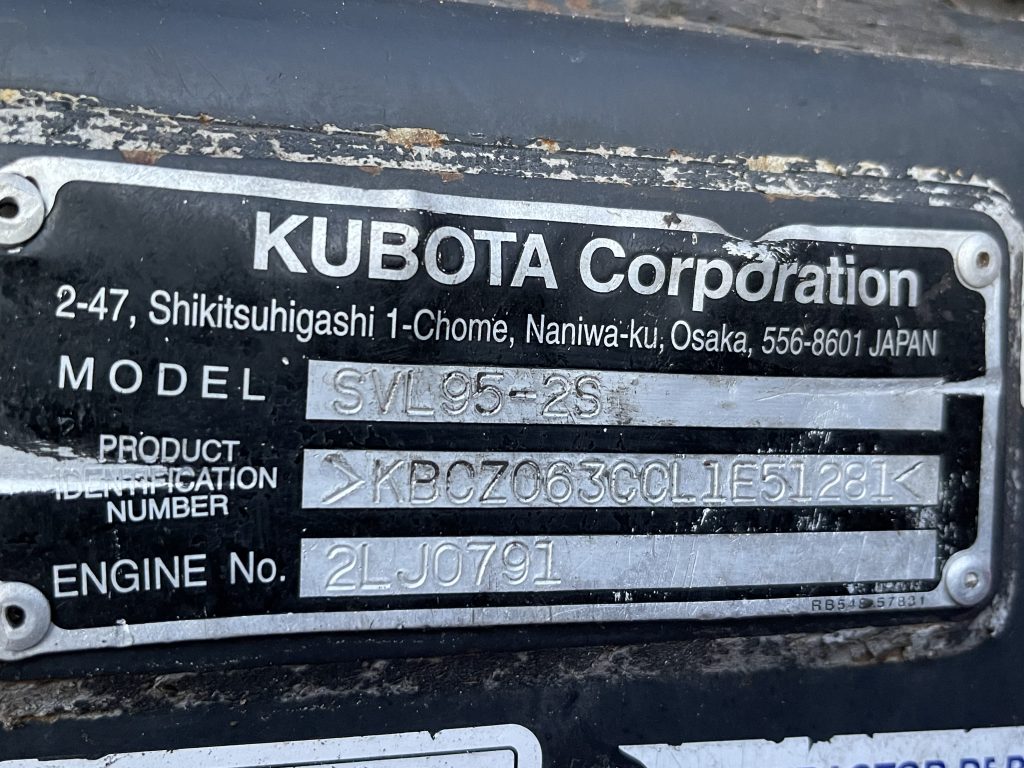 KUBOTA Corporation
2-47, Shikitsuhigashi 1-Chome, Naniwa-ku, Osaka, 556-8601 JAPAN
MODEL SVL95-2S
PRODUCT
IDENTIFICATION
NUMBER >KBCZ063CCL1E51281<
ENGINE No. 2LJ0791